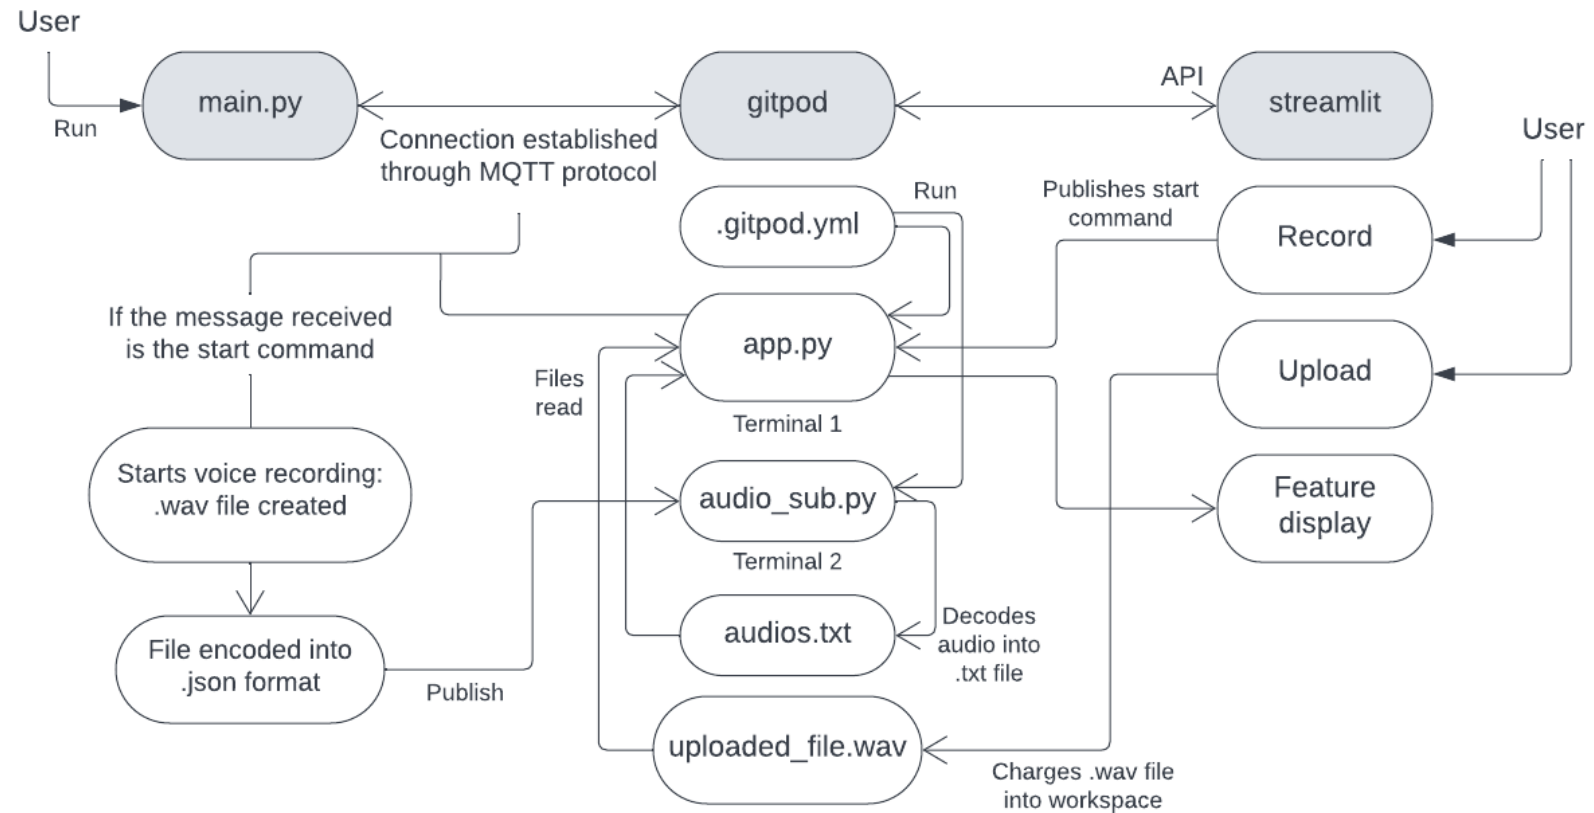 User
Run
main.py
Connection established
through MQTT protocol
gitpod
API
streamlit
User
.gitpod.yml
Run
Publishes start
command
Record
If the message received
is the start command
app.py
Terminal 1
Files
read
Upload
Starts voice recording:
.wav file created
audio_sub.py
Terminal 2
Feature
display
File encoded into
.json format
Publish
audios.txt
Decodes
audio into
.txt file
uploaded_file.wav
Charges .wav file
into workspace